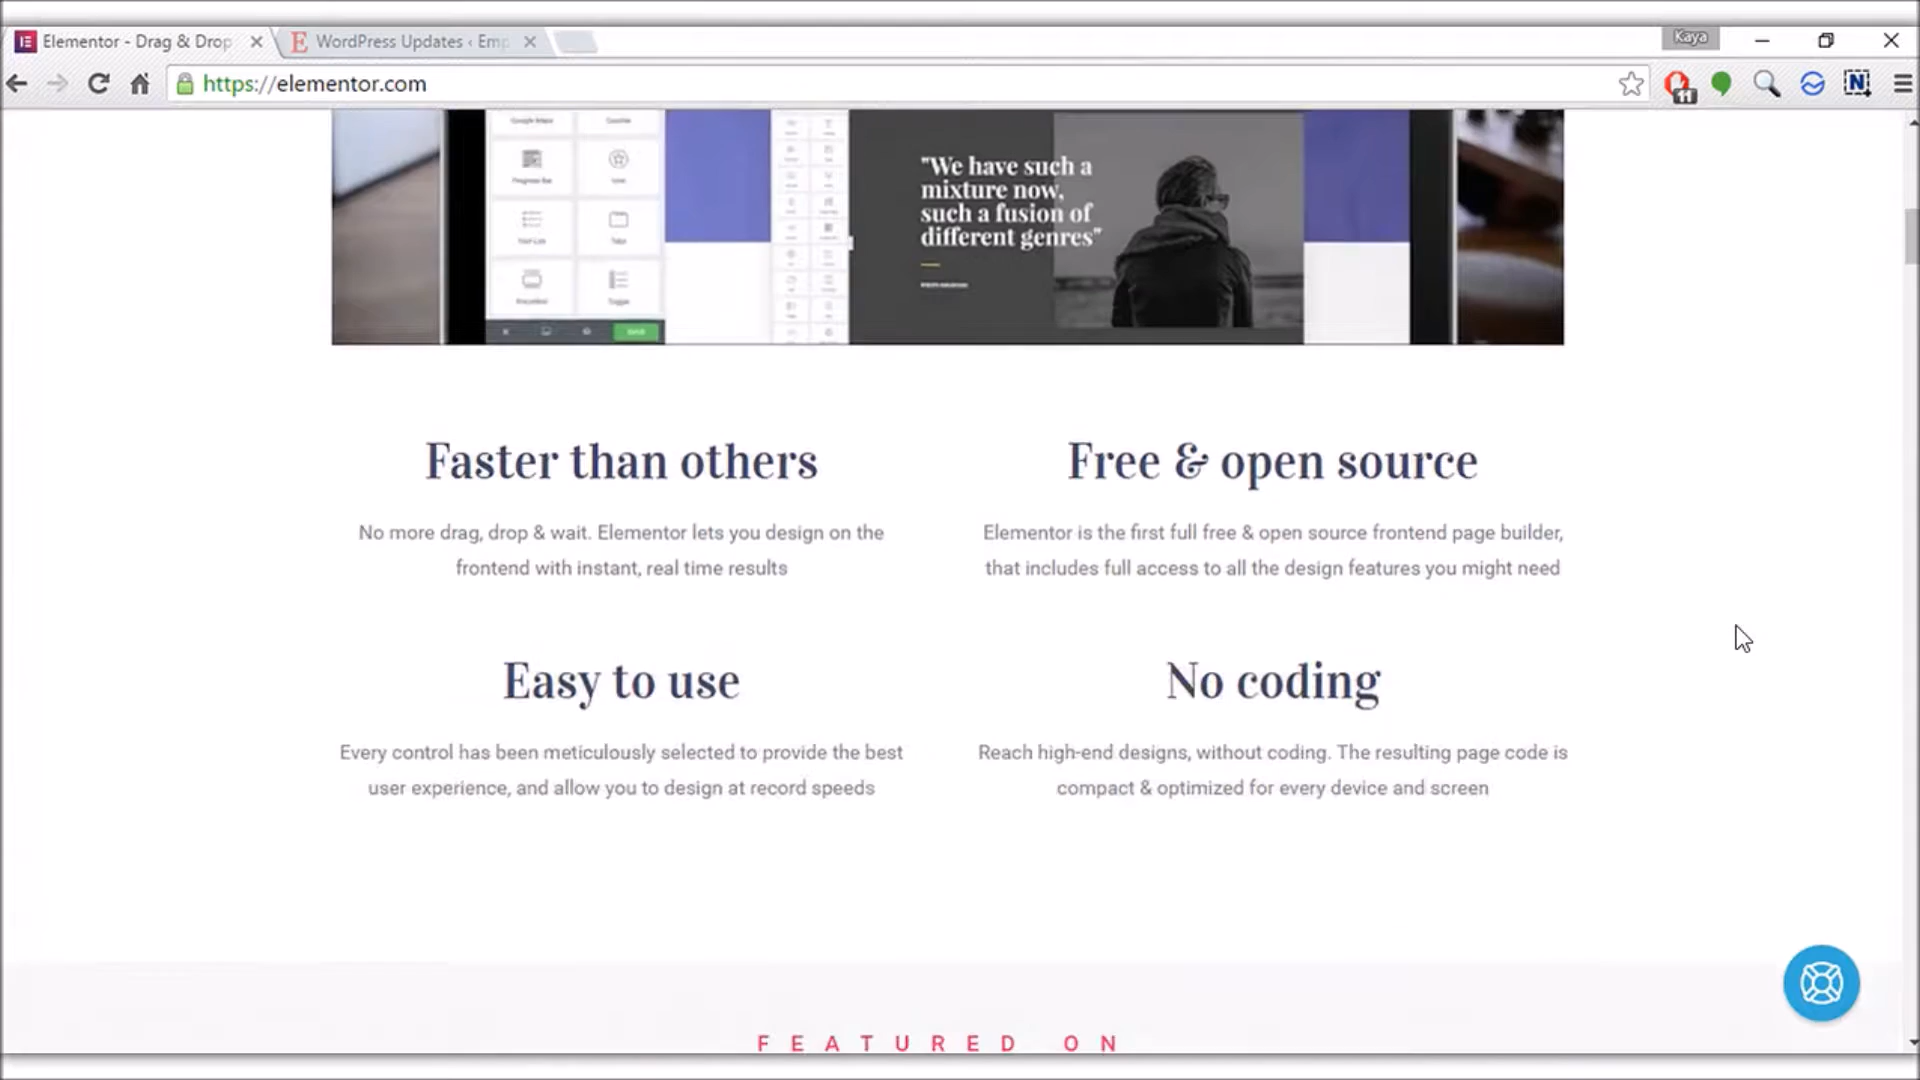 Elementor - Drag & Drop
WordPress Updates ‹ Emp
Kaya
https://elementor.com
11
N
Progress Bar
Icon
Toggle
"We have such a
mixture now,
such a fusion of
different genres"
Faster than others
No more drag, drop & wait. Elementor lets you design on the
frontend with instant, real time results
Free & open source
Elementor is the first full free & open source frontend page builder,
that includes full access to all the design features you might need
Easy to use
Every control has been meticulously selected to provide the best
user experience, and allow you to design at record speeds
No coding
Reach high-end designs, without coding. The resulting page code is
compact & optimized for every device and screen
FEATURED ON